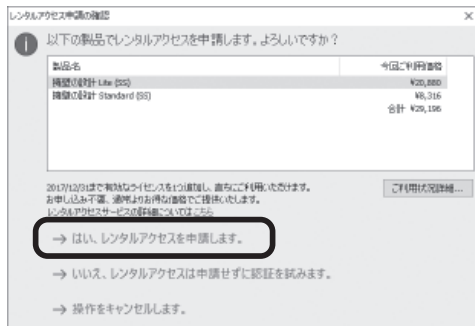 レンタルアクセス申請の確認
以下の製品でレンタルアクセスを申請します。よろしいですか?
製品名 今回ご利用価格
擁壁の設計 Lite (SS) ¥20,880
擁壁の設計 Standard (SS) ¥8,316
合計 ¥29,196
2017/12/31まで有効なライセンスを1つ追加し、直ちにご利用いただけます。
お申し込み不要、通常よりお得な価格でご提供いたします。
レンタルアクセスサービスの詳細についてはこちら
ご利用状況詳細...
→ はい、レンタルアクセスを申請します。
→ いいえ、レンタルアクセスは申請せずに認証を試みます。
→ 操作をキャンセルします。